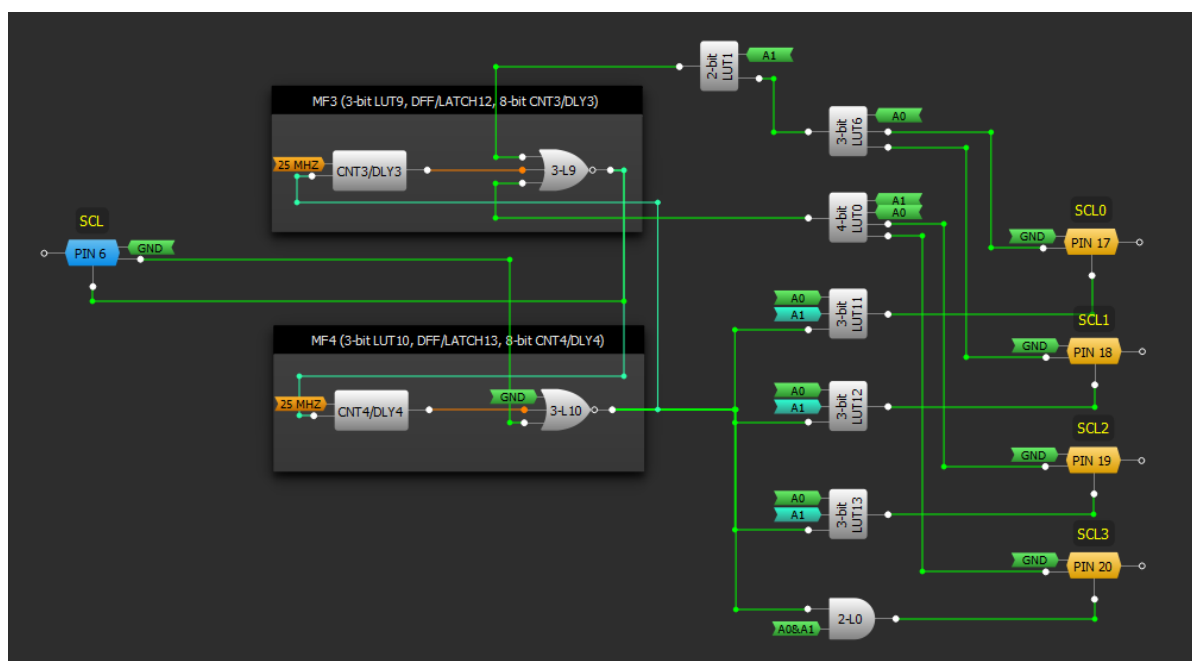 A1
2-bit
LUT1
MF3 (3-bit LUT9, DFF/LATCH12, 8-bit CNT3/DLY3)
A0
3-bit
LUT6
25 MHZ
CNT3/DLY3
3-L9
A1
A0
4-bit
LUT0
SCL
GND
PIN 6
SCL0
GND
PIN 17
A0
A1
3-bit
LUT11
SCL1
GND
PIN 18
MF4 (3-bit LUT10, DFF/LATCH13, 8-bit CNT4/DLY4)
25 MHZ
CNT4/DLY4
GND
3-L10
A0
A1
3-bit
LUT12
SCL2
GND
PIN 19
A0
A1
3-bit
LUT13
SCL3
GND
PIN 20
A0&A1
2-L0